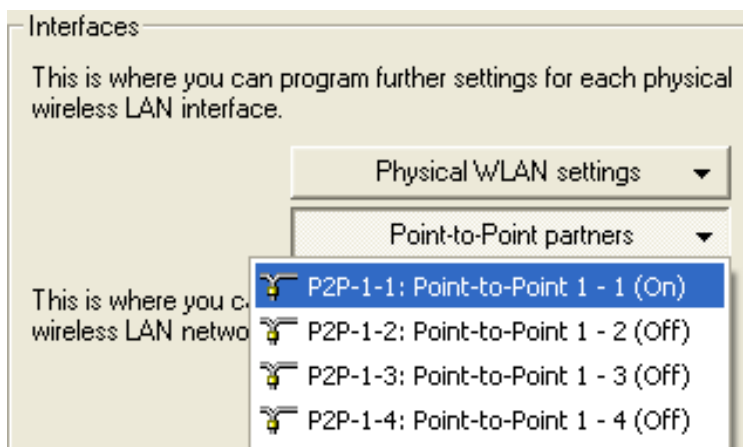 Interfaces
This is where you can program further settings for each physical
wireless LAN interface.
Physical WLAN settings
Point-to-Point partners
P2P-1-1: Point-to-Point 1 - 1 (On)
This is where you c
wireless LAN netwo
P2P-1-2: Point-to-Point 1 - 2 (Off)
P2P-1-3: Point-to-Point 1 - 3 (Off)
P2P-1-4: Point-to-Point 1 - 4 (Off)